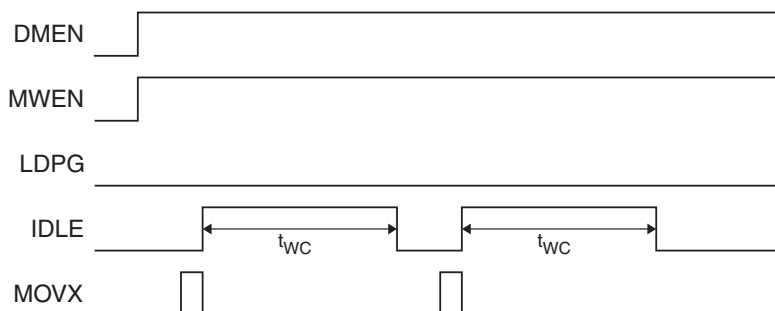 DMEN
MWEN
LDPG
IDLE
tWC tWC
MOVX